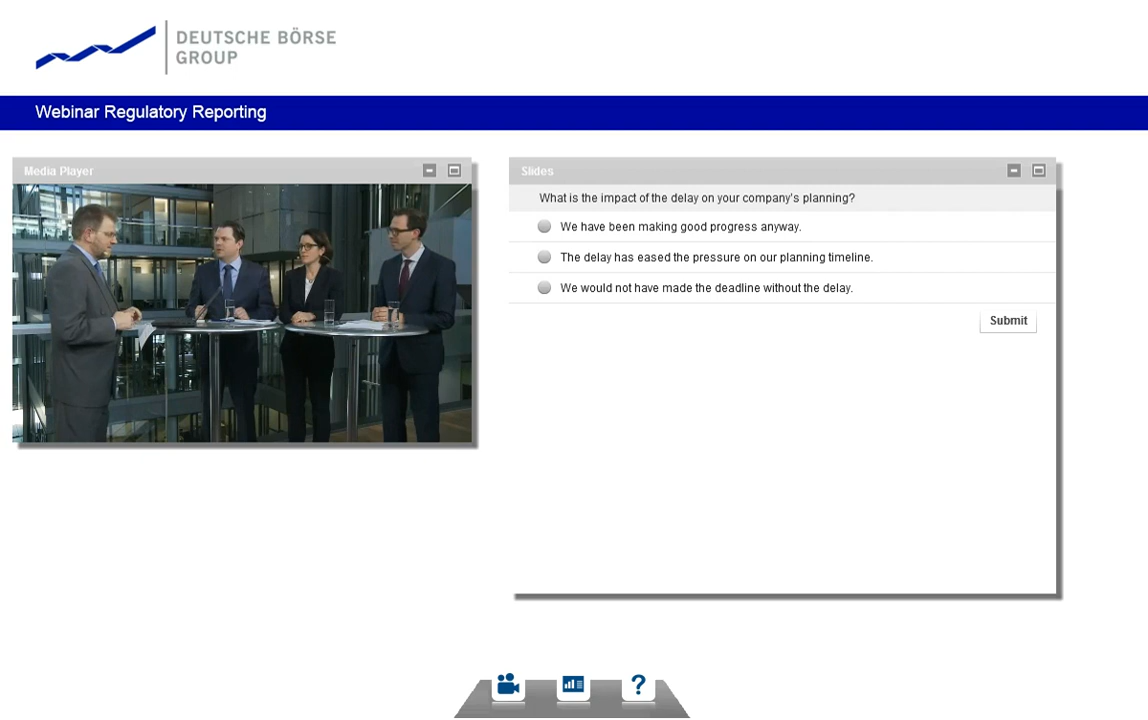 DEUTSCHE BÖRSE
GROUP
Webinar Regulatory Reporting
Media Player
Slides
What is the impact of the delay on your company's planning?
We have been making good progress anyway.
The delay has eased the pressure on our planning timeline.
We would not have made the deadline without the delay.
Submit
?